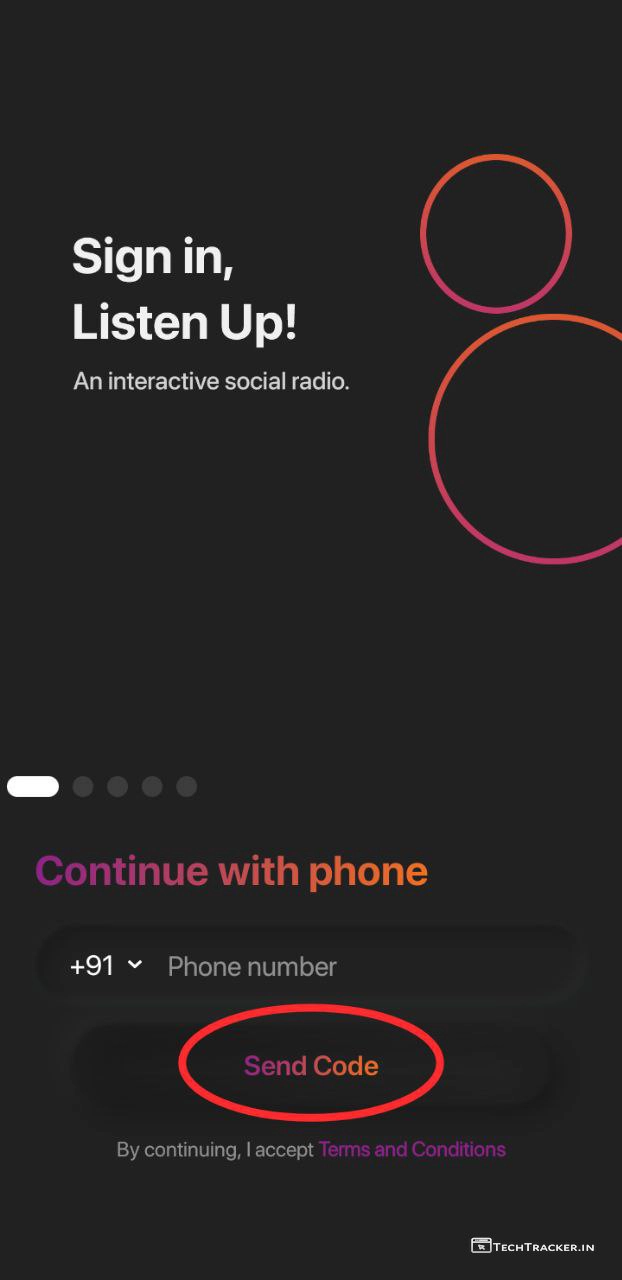 Sign in,
Listen Up!
An interactive social radio.
Continue with phone
+91 Phone number
Send Code
By continuing, I accept Terms and Conditions
TECHTRACKER.IN